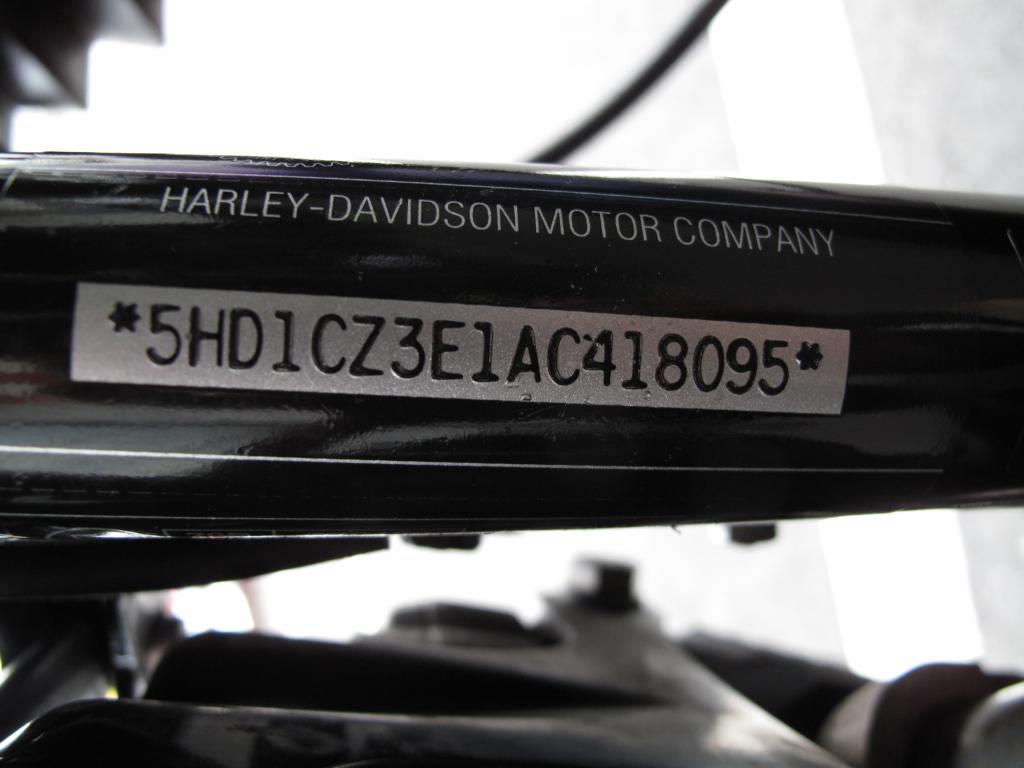 HARLEY-DAVIDSON MOTOR COMPANY
*5HD1CZ3E1AC418095*